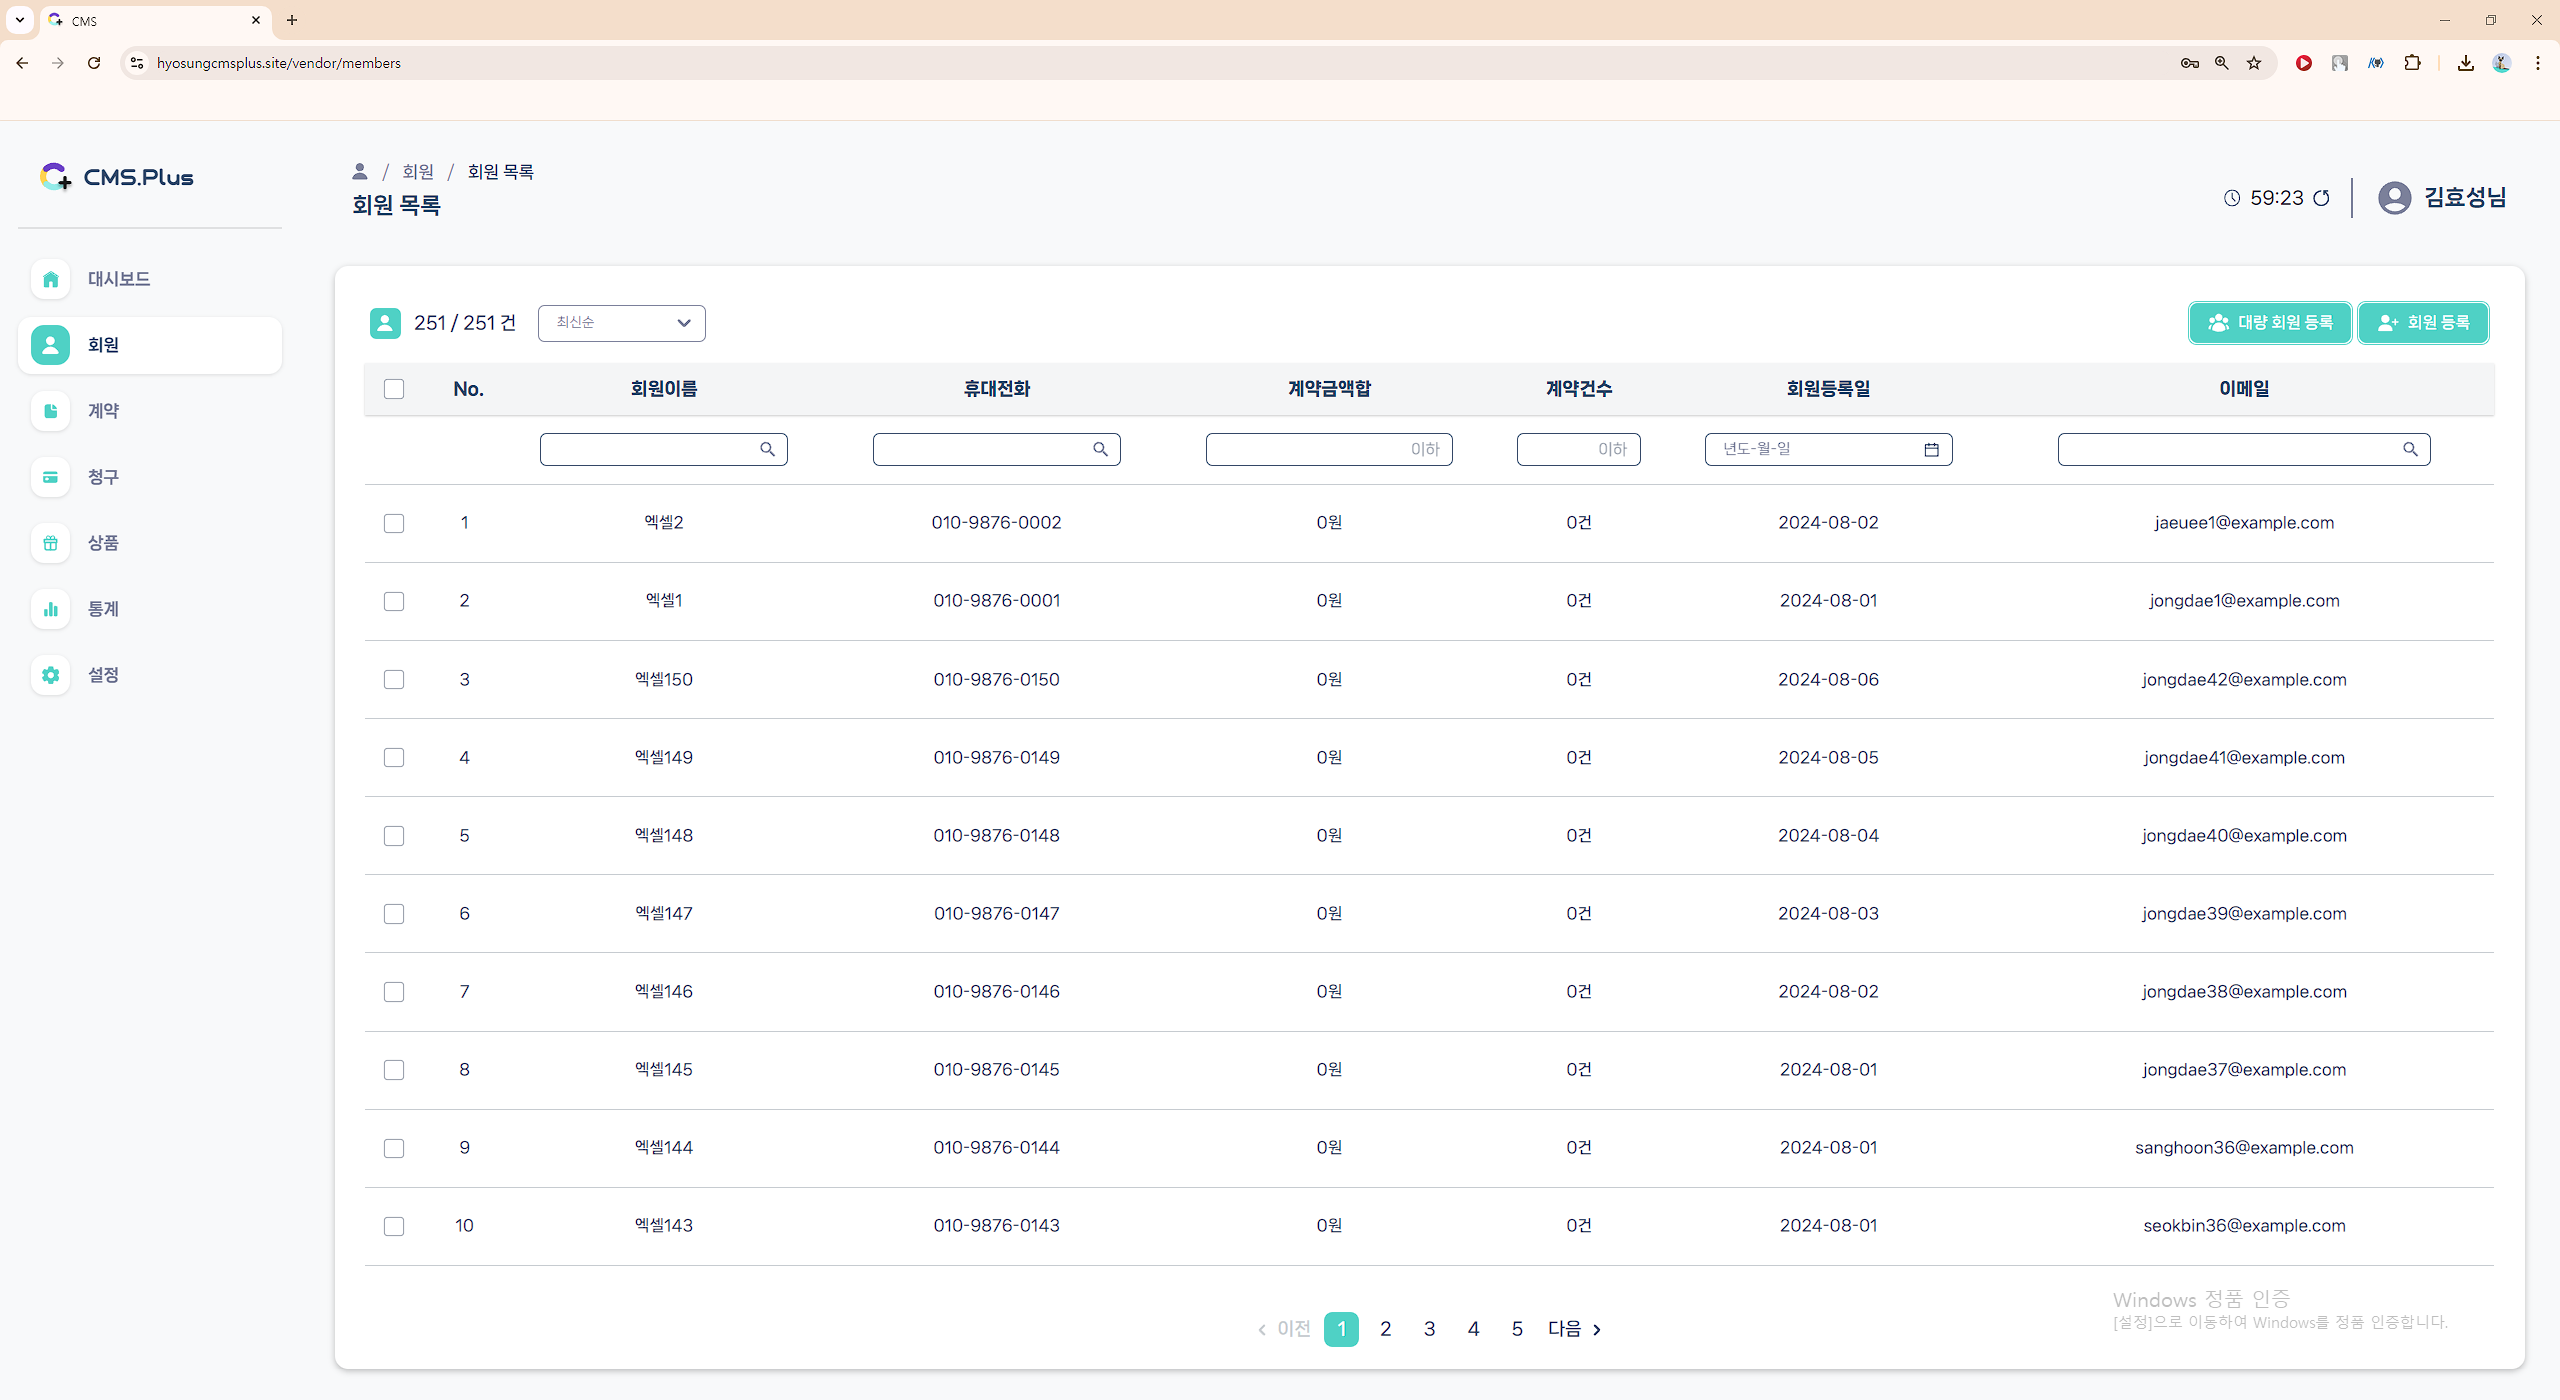 CMS
hyosungcmsplus.site/vendor/members
CMS.Plus
/ 회원 / 회원 목록
회원 목록
59:23
김효성님
대시보드
회원
계약
청구
상품
통계
설정
251 / 251 건
최신순
대량 회원 등록
회원 등록
No. 회원이름 휴대전화 계약금액합 계약건수 회원등록일 이메일
이하 이하 년도-월-일
1 엑셀2 010-9876-0002 0원 0건 2024-08-02 jaeuee1@example.com
2 엑셀1 010-9876-0001 0원 0건 2024-08-01 jongdae1@example.com
3 엑셀150 010-9876-0150 0원 0건 2024-08-06 jongdae42@example.com
4 엑셀149 010-9876-0149 0원 0건 2024-08-05 jongdae41@example.com
5 엑셀148 010-9876-0148 0원 0건 2024-08-04 jongdae40@example.com
6 엑셀147 010-9876-0147 0원 0건 2024-08-03 jongdae39@example.com
7 엑셀146 010-9876-0146 0원 0건 2024-08-02 jongdae38@example.com
8 엑셀145 010-9876-0145 0원 0건 2024-08-01 jongdae37@example.com
9 엑셀144 010-9876-0144 0원 0건 2024-08-01 sanghoon36@example.com
10 엑셀143 010-9876-0143 0원 0건 2024-08-01 seokbin36@example.com
이전 1 2 3 4 5 다음
Windows 정품 인증
[설정]으로 이동하여 Windows를 정품 인증합니다.